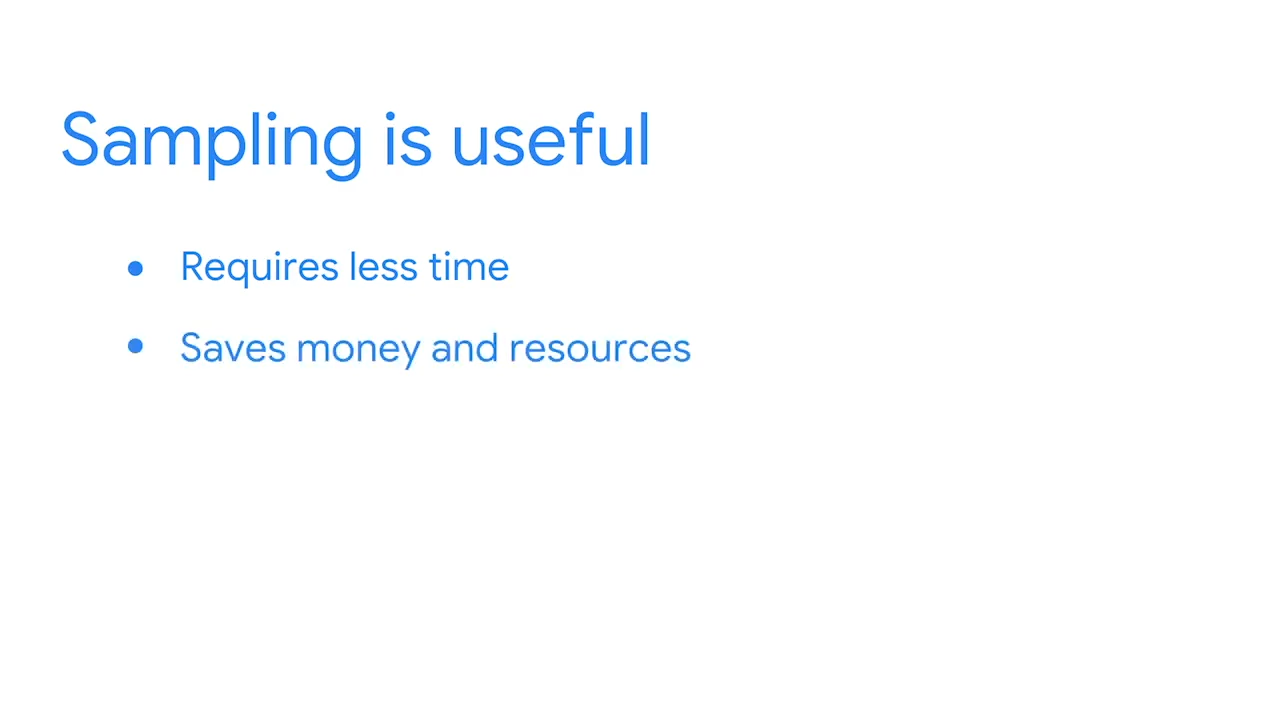 Sampling is useful
• Requires less time
• Saves money and resources